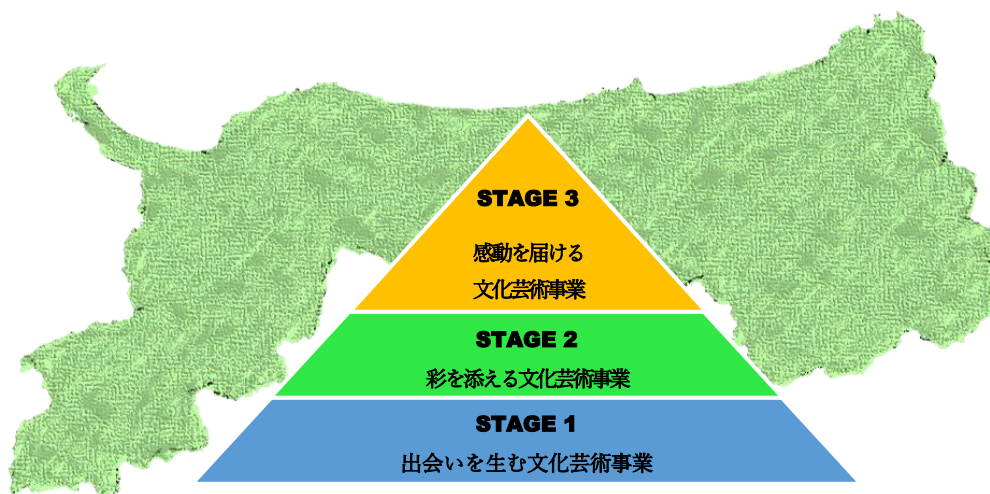 STAGE 3
感動を届ける
文化芸術事業
STAGE 2
彩を添える文化芸術事業
STAGE 1
出会いを生む文化芸術事業